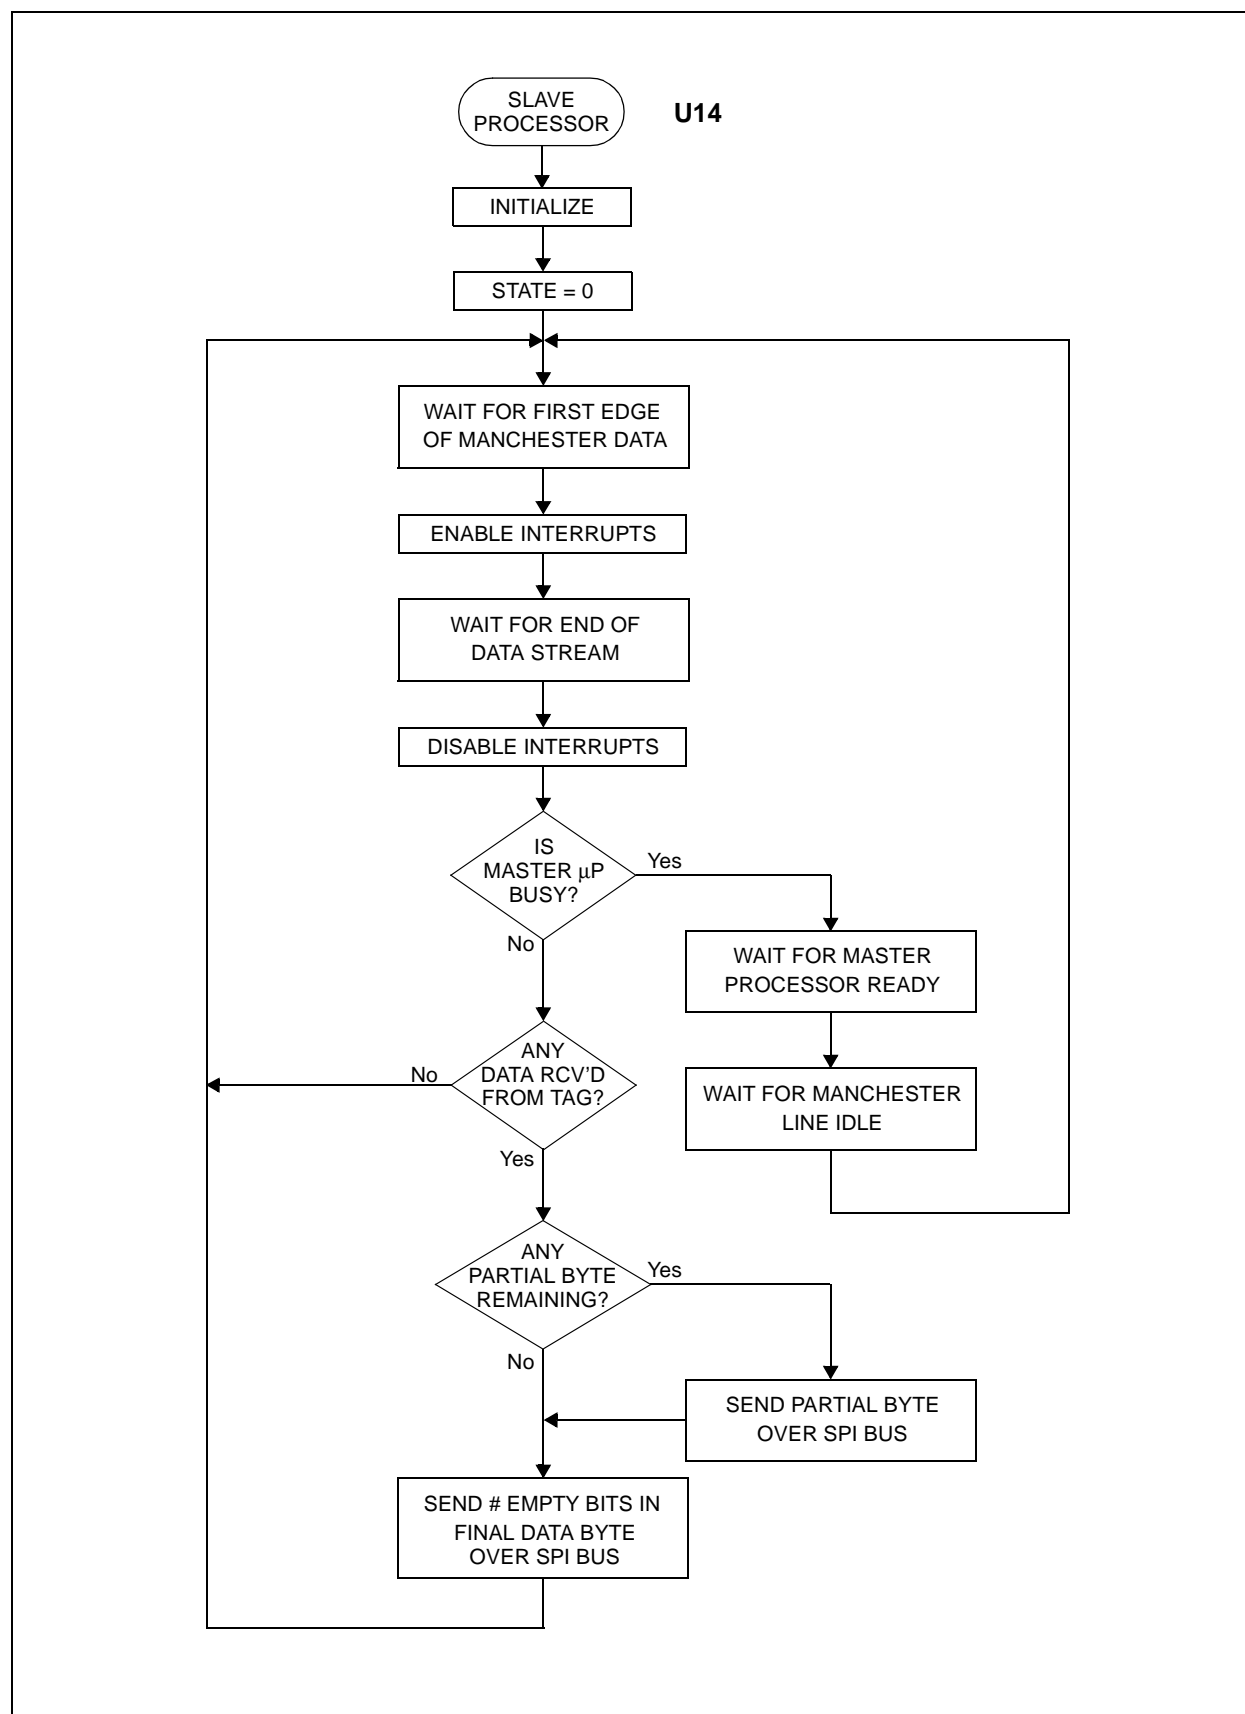 SLAVE
PROCESSOR
U14
INITIALIZE
STATE = 0
WAIT FOR FIRST EDGE
OF MANCHESTER DATA
ENABLE INTERRUPTS
WAIT FOR END OF
DATA STREAM
DISABLE INTERRUPTS
IS
MASTER µP
BUSY?
Yes
No
WAIT FOR MASTER
PROCESSOR READY
ANY
DATA RCV'D
FROM TAG?
No
Yes
WAIT FOR MANCHESTER
LINE IDLE
ANY
PARTIAL BYTE
REMAINING?
Yes
No
SEND PARTIAL BYTE
OVER SPI BUS
SEND # EMPTY BITS IN
FINAL DATA BYTE
OVER SPI BUS